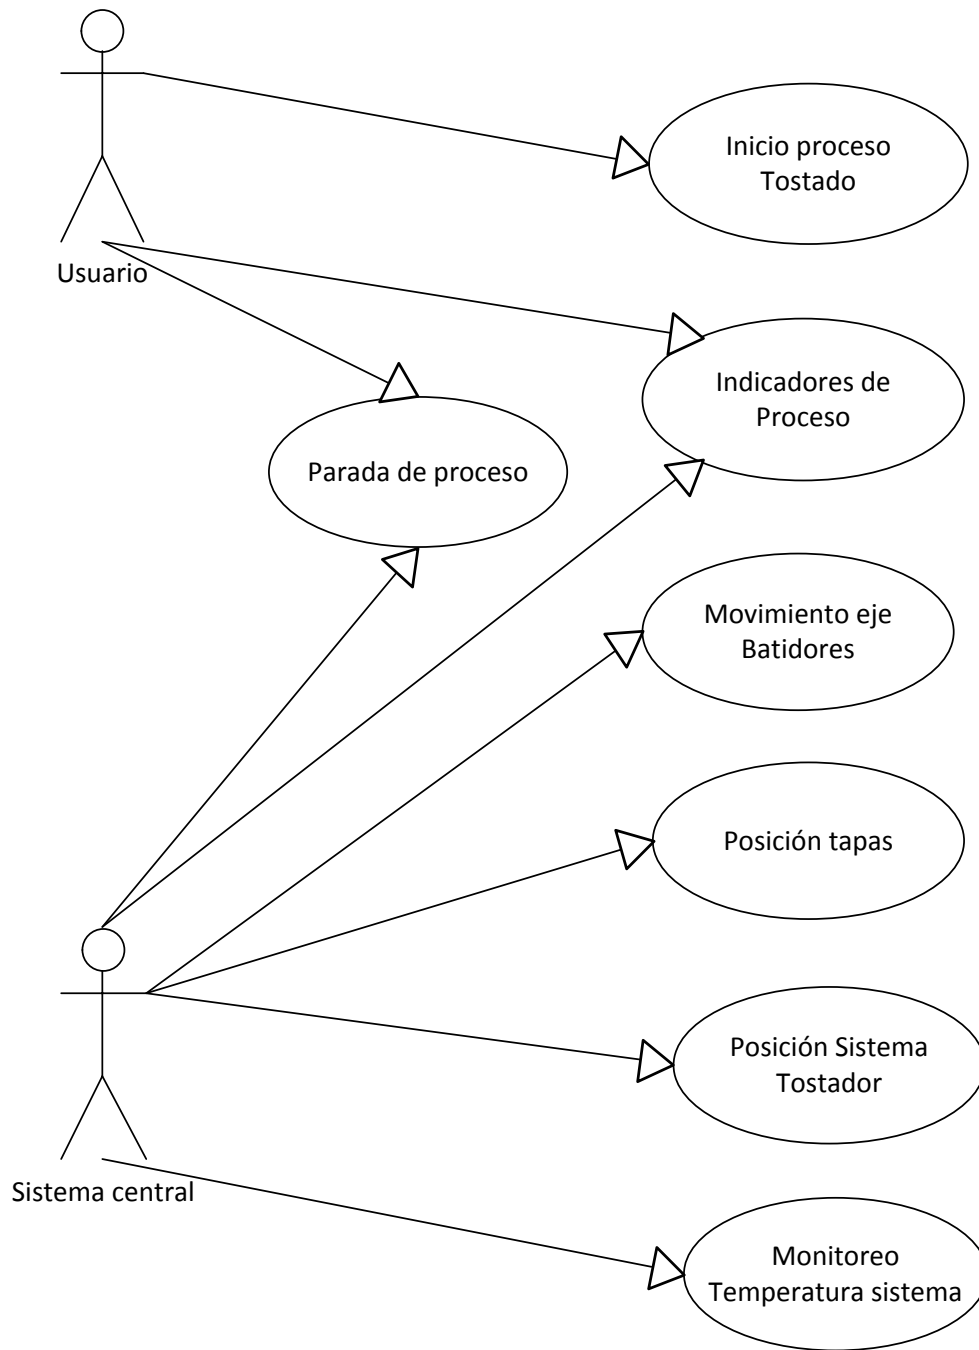 Inicio proceso
Tostado
Usuario
Indicadores de
Proceso
Parada de proceso
Movimiento eje
Batidores
Posición tapas
Posición Sistema
Tostador
Sistema central
Monitoreo
Temperatura sistema